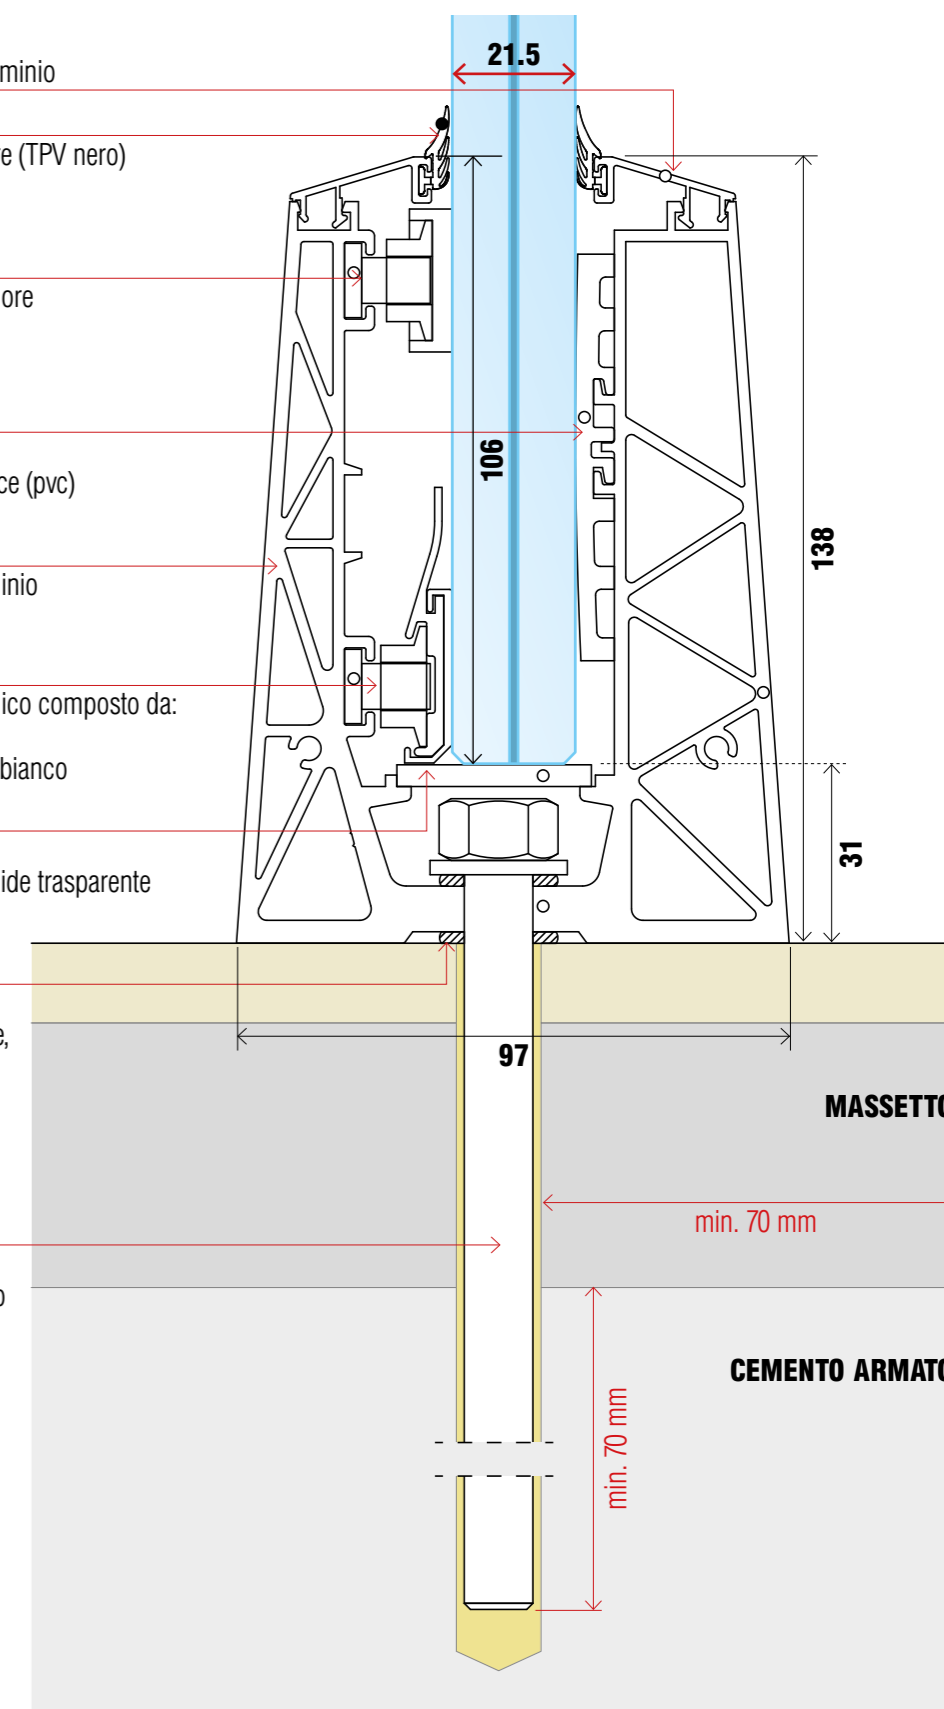 21.5
minio
e (TPV nero)
ore
106
ce (pvc)
138
inio
ico composto da:
bianco
31
ide trasparente
e,
97
MASSETTO
min. 70 mm
o
CEMENTO ARMATO
min. 70 mm